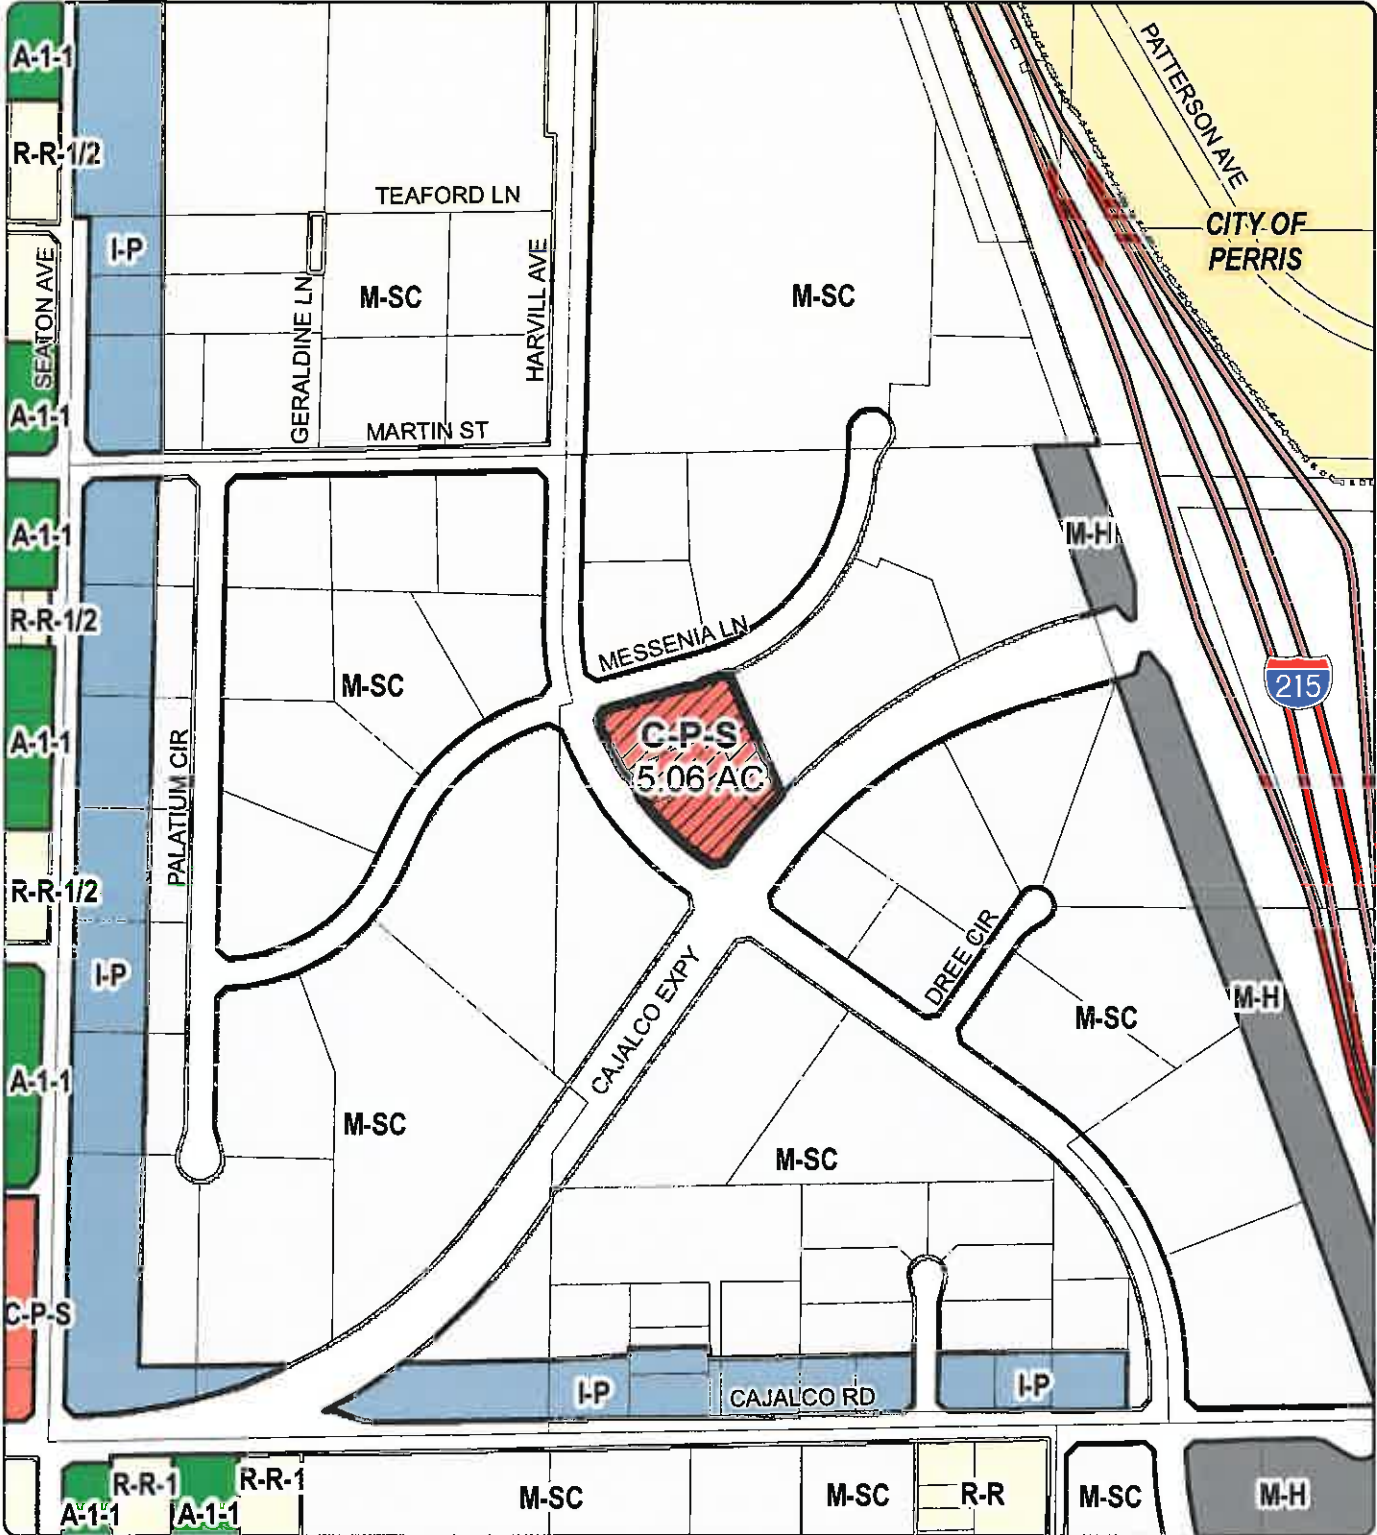 A-1-1
PATTERSON AVE
R-R-1/2
TEAFORD LN
CITY OF
PERRIS
I-P
SEATON AVE
GERALDINE LN
M-SC
HARVILL AVE
M-SC
A-1-1
MARTIN ST
A-1-1
M-H
R-R-1/2
MESSENIA LN
M-SC
215
A-1-1
PALATIUM CIR
C-P-S
5.06 AC
R-R-1/2
I-P
CAJALCO EXPY
DREE CIR
M-SC
M-H
A-1-1
M-SC
M-SC
C-P-S
I-P
CAJALCO RD
I-P
R-R-1
R-R-1
A-1-1
A-1-1
M-SC
M-SC
R-R
M-SC
M-H